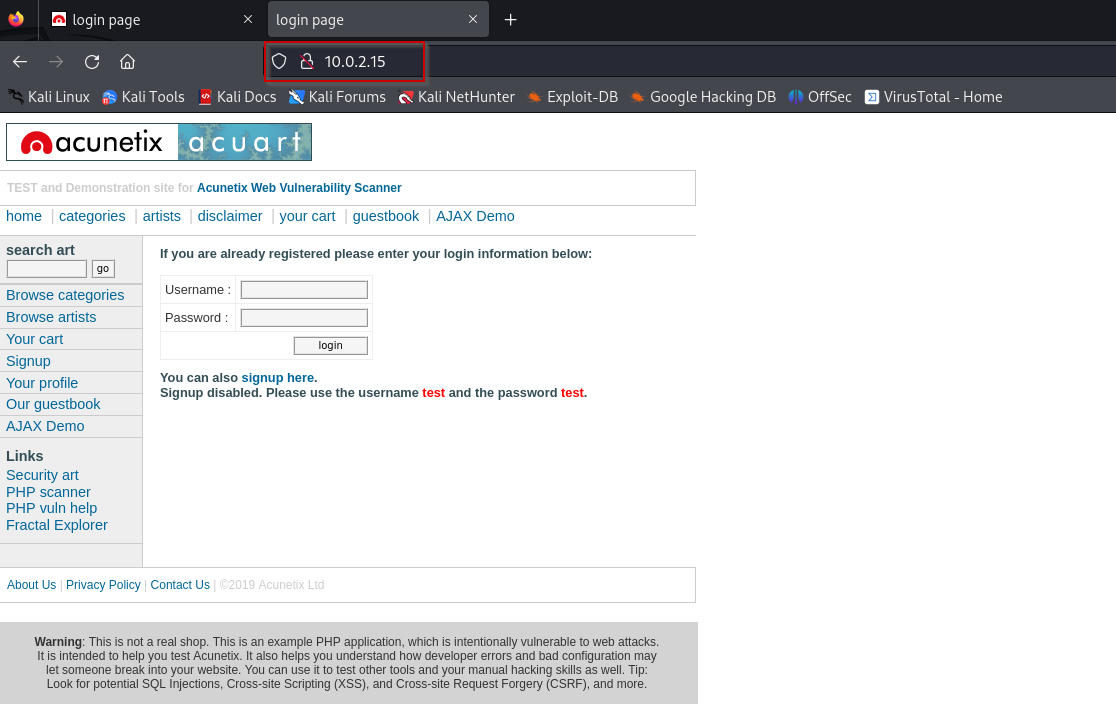 login page
login page
10.0.2.15
Kali Linux Kali Tools Kali Docs Kali Forums Kali NetHunter Exploit-DB Google Hacking DB OffSec VirusTotal - Home
acunetix acuart
TEST and Demonstration site for Acunetix Web Vulnerability Scanner
home | categories | artists | disclaimer | your cart | guestbook | AJAX Demo
search art
go
Browse categories
Browse artists
Your cart
Signup
Your profile
Our guestbook
AJAX Demo
Links
Security art
PHP scanner
PHP vuln help
Fractal Explorer
If you are already registered please enter your login information below:
Username :
Password :
login
You can also signup here.
Signup disabled. Please use the username test and the password test.
About Us | Privacy Policy | Contact Us | ©2019 Acunetix Ltd
Warning: This is not a real shop. This is an example PHP application, which is intentionally vulnerable to web attacks.
It is intended to help you test Acunetix. It also helps you understand how developer errors and bad configuration may
let someone break into your website. You can use it to test other tools and your manual hacking skills as well. Tip:
Look for potential SQL Injections, Cross-site Scripting (XSS), and Cross-site Request Forgery (CSRF), and more.